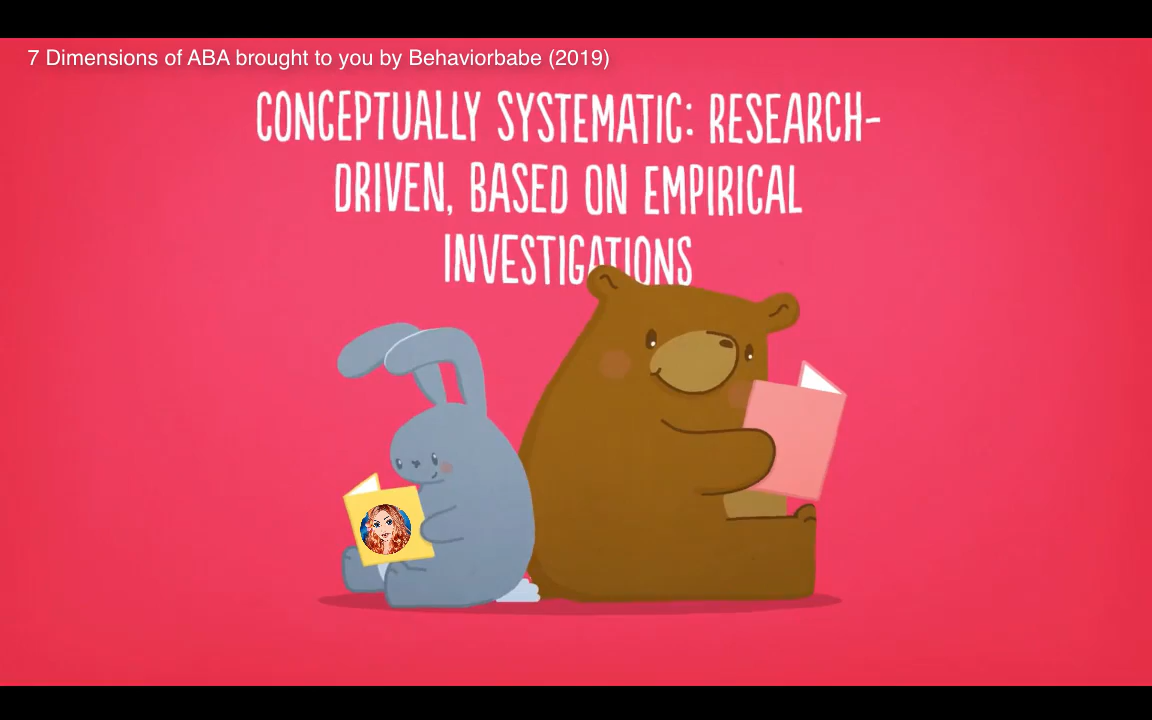 7 Dimensions of ABA brought to you by Behaviorbabe (2019)
CONCEPTUALLY SYSTEMATIC: RESEARCH-
DRIVEN, BASED ON EMPIRICAL
INVESTIGATIONS